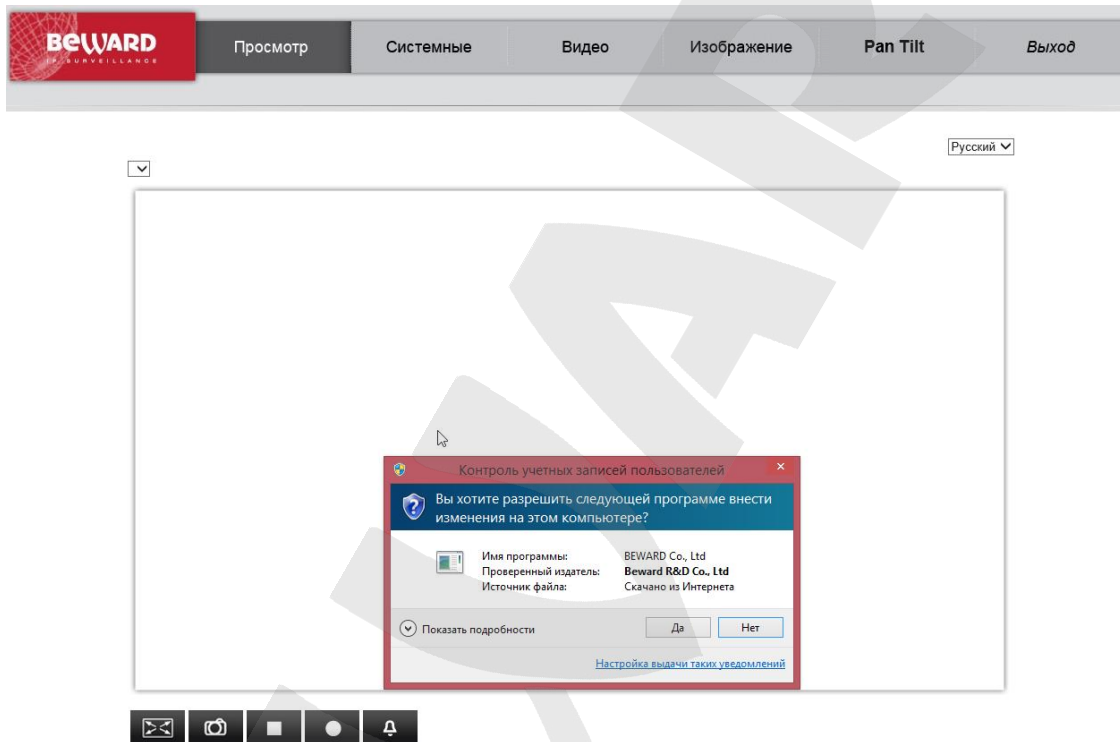 BEWARD
IP SURVEILLANCE
Просмотр
Системные
Видео
Изображение
Pan Tilt
Выход
Русский
Контроль учетных записей пользователей
Вы хотите разрешить следующей программе внести
изменения на этом компьютере?
Имя программы: BEWARD Co., Ltd
Проверенный издатель: Beward R&D Co., Ltd
Источник файла: Скачано из Интернета
Показать подробности
Да
Нет
Настройка выдачи таких уведомлений